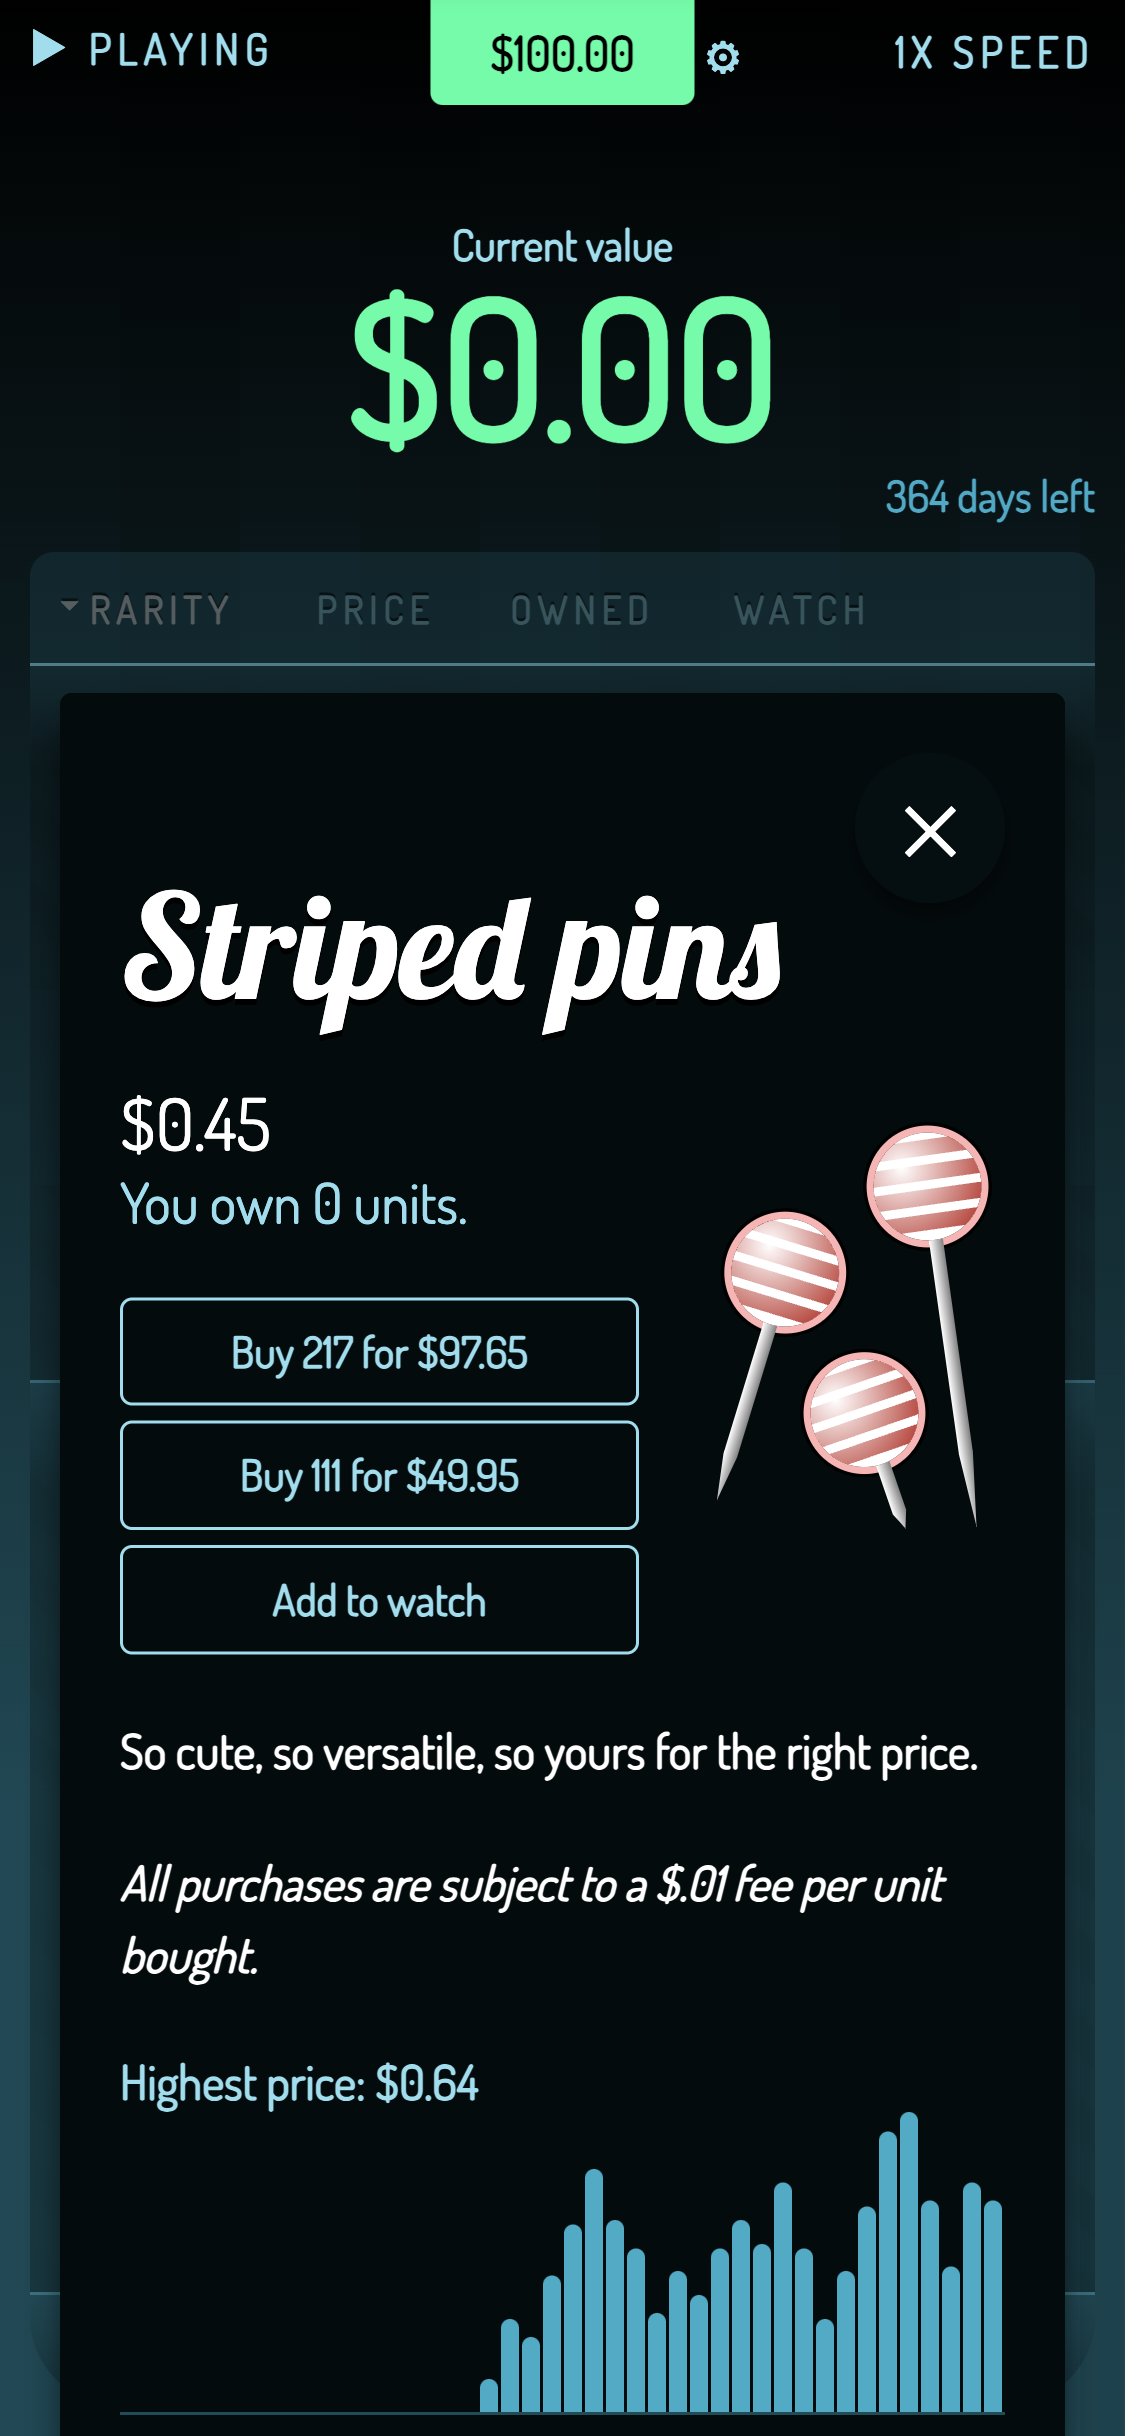 PLAYING
$100.00
1X SPEED
Current value
$0.00
364 days left
RARITY PRICE OWNED WATCH
Striped pins
$0.45
You own 0 units.
Buy 217 for $97.65
Buy 111 for $49.95
Add to watch
So cute, so versatile, so yours for the right price.
All purchases are subject to a $.01 fee per unit
bought.
Highest price: $0.64